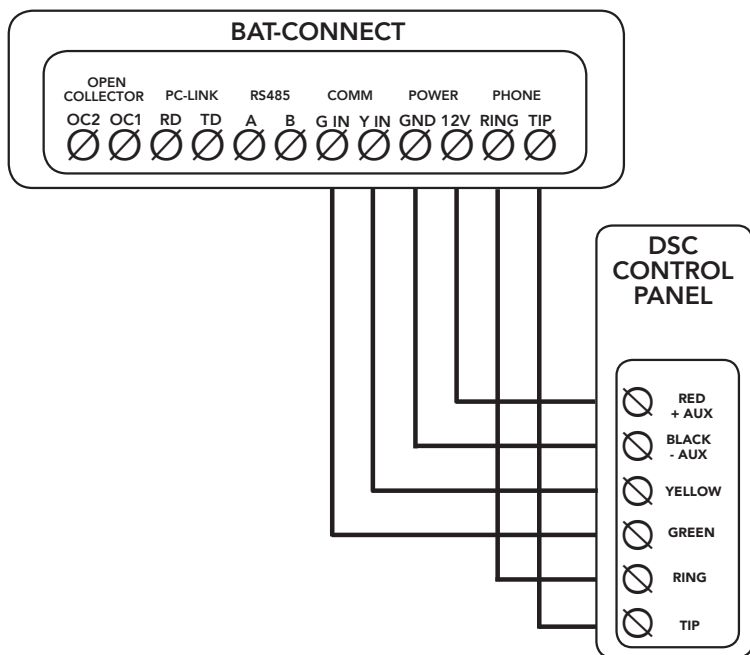 BAT-CONNECT
OPEN
COLLECTOR PC-LINK RS485 COMM POWER PHONE
OC2 OC1 RD TD A B G IN Y IN GND 12V RING TIP
DSC
CONTROL
PANEL
RED
+ AUX
BLACK
- AUX
YELLOW
GREEN
RING
TIP